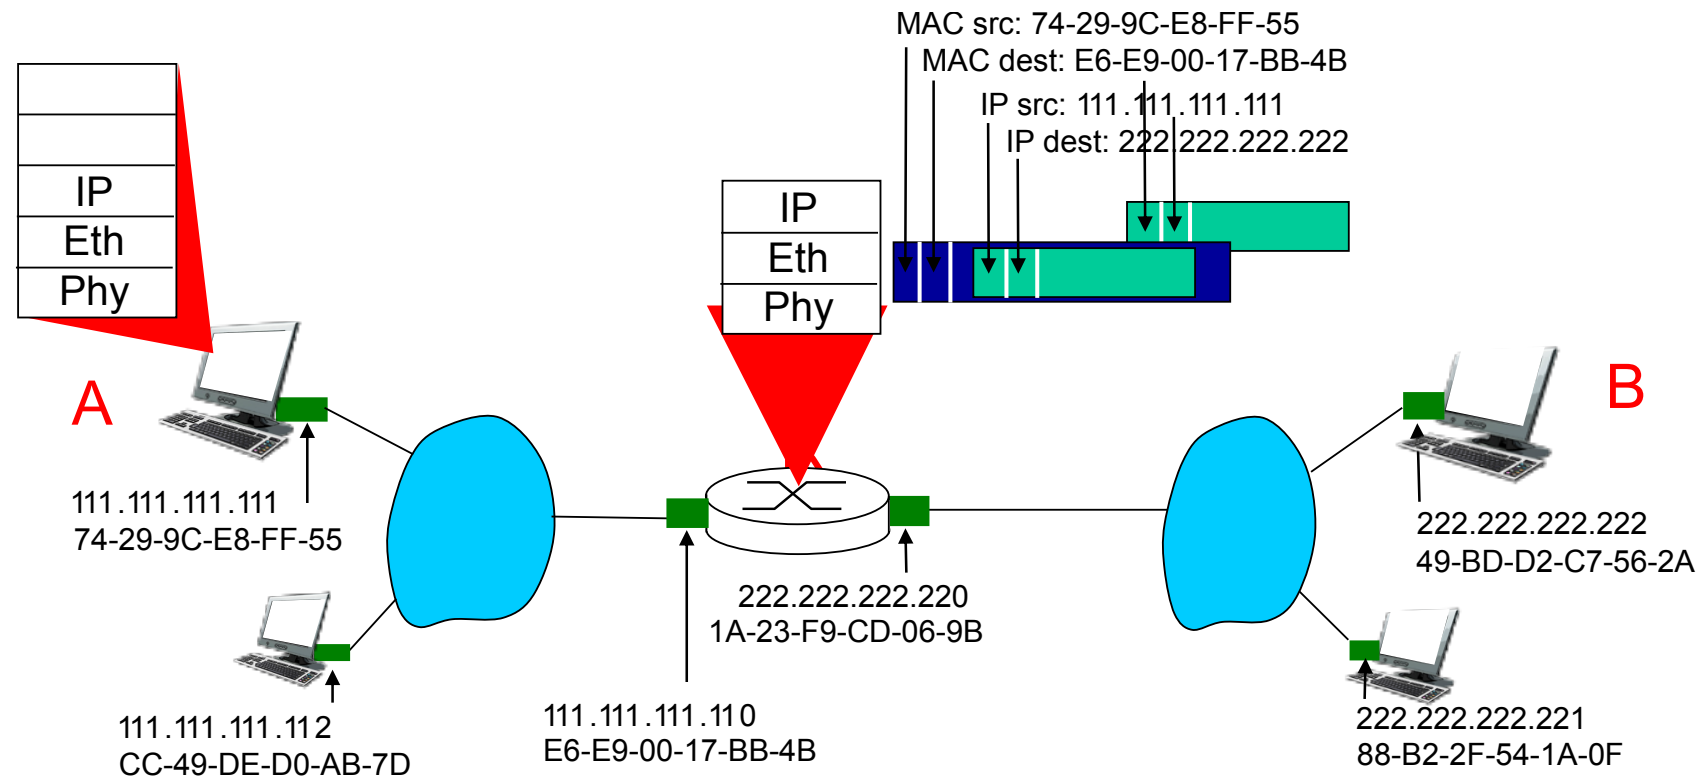 MAC src: 74-29-9C-E8-FF-55
MAC dest: E6-E9-00-17-BB-4B
IP src: 111.111.111.111
IP dest: 222.222.222.222
IP
Eth
Phy
IP
Eth
Phy
A
B
111.111.111.111
74-29-9C-E8-FF-55
222.222.222.222
49-BD-D2-C7-56-2A
222.222.222.220
1A-23-F9-CD-06-9B
111.111.111.112
CC-49-DE-D0-AB-7D
111.111.111.110
E6-E9-00-17-BB-4B
222.222.222.221
88-B2-2F-54-1A-0F